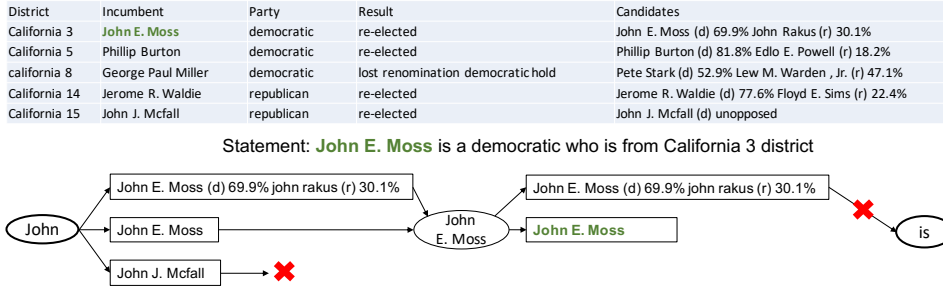 District Incumbent Party Result Candidates
California 3 John E. Moss democratic re-elected John E. Moss (d) 69.9% John Rakus (r) 30.1%
California 5 Phillip Burton democratic re-elected Phillip Burton (d) 81.8% Edlo E. Powell (r) 18.2%
california 8 George Paul Miller democratic lost renomination democratic hold Pete Stark (d) 52.9% Lew M. Warden , Jr. (r) 47.1%
California 14 Jerome R. Waldie republican re-elected Jerome R. Waldie (d) 77.6% Floyd E. Sims (r) 22.4%
California 15 John J. Mcfall republican re-elected John J. Mcfall (d) unopposed
Statement: John E. Moss is a democratic who is from California 3 district
John E. Moss (d) 69.9% john rakus (r) 30.1%
John E. Moss (d) 69.9% john rakus (r) 30.1%
John
John E. Moss
John
E. Moss
John E. Moss
is
John J. Mcfall